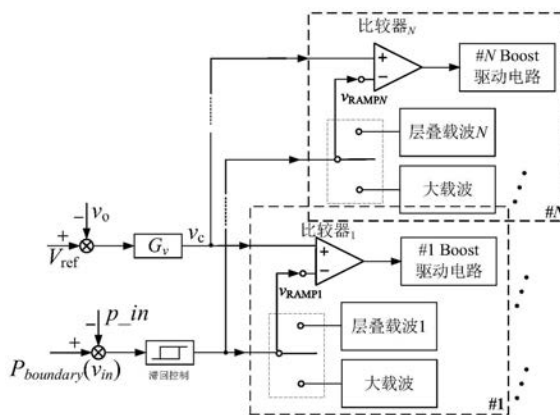 比较器N
+
−
#N Boost
驱动电路
vRAMPN
层叠载波N
大载波
#N
−
vo
+
Vref
Gv
vc
比较器1
+
−
#1 Boost
驱动电路
vRAMP1
层叠载波1
大载波
#1
−
p_in
+
Pboundary(vin)
滞回控制